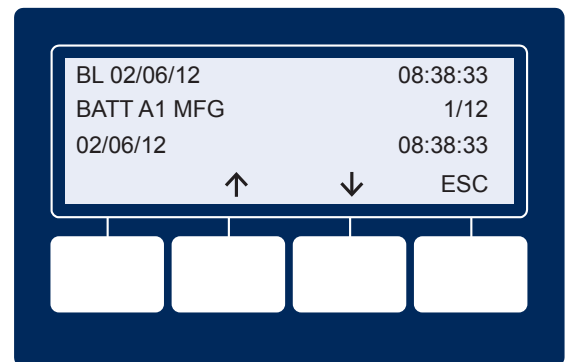 BL 02/06/12 08:38:33
BATT A1 MFG 1/12
02/06/12 08:38:33
↑ ↓ ESC